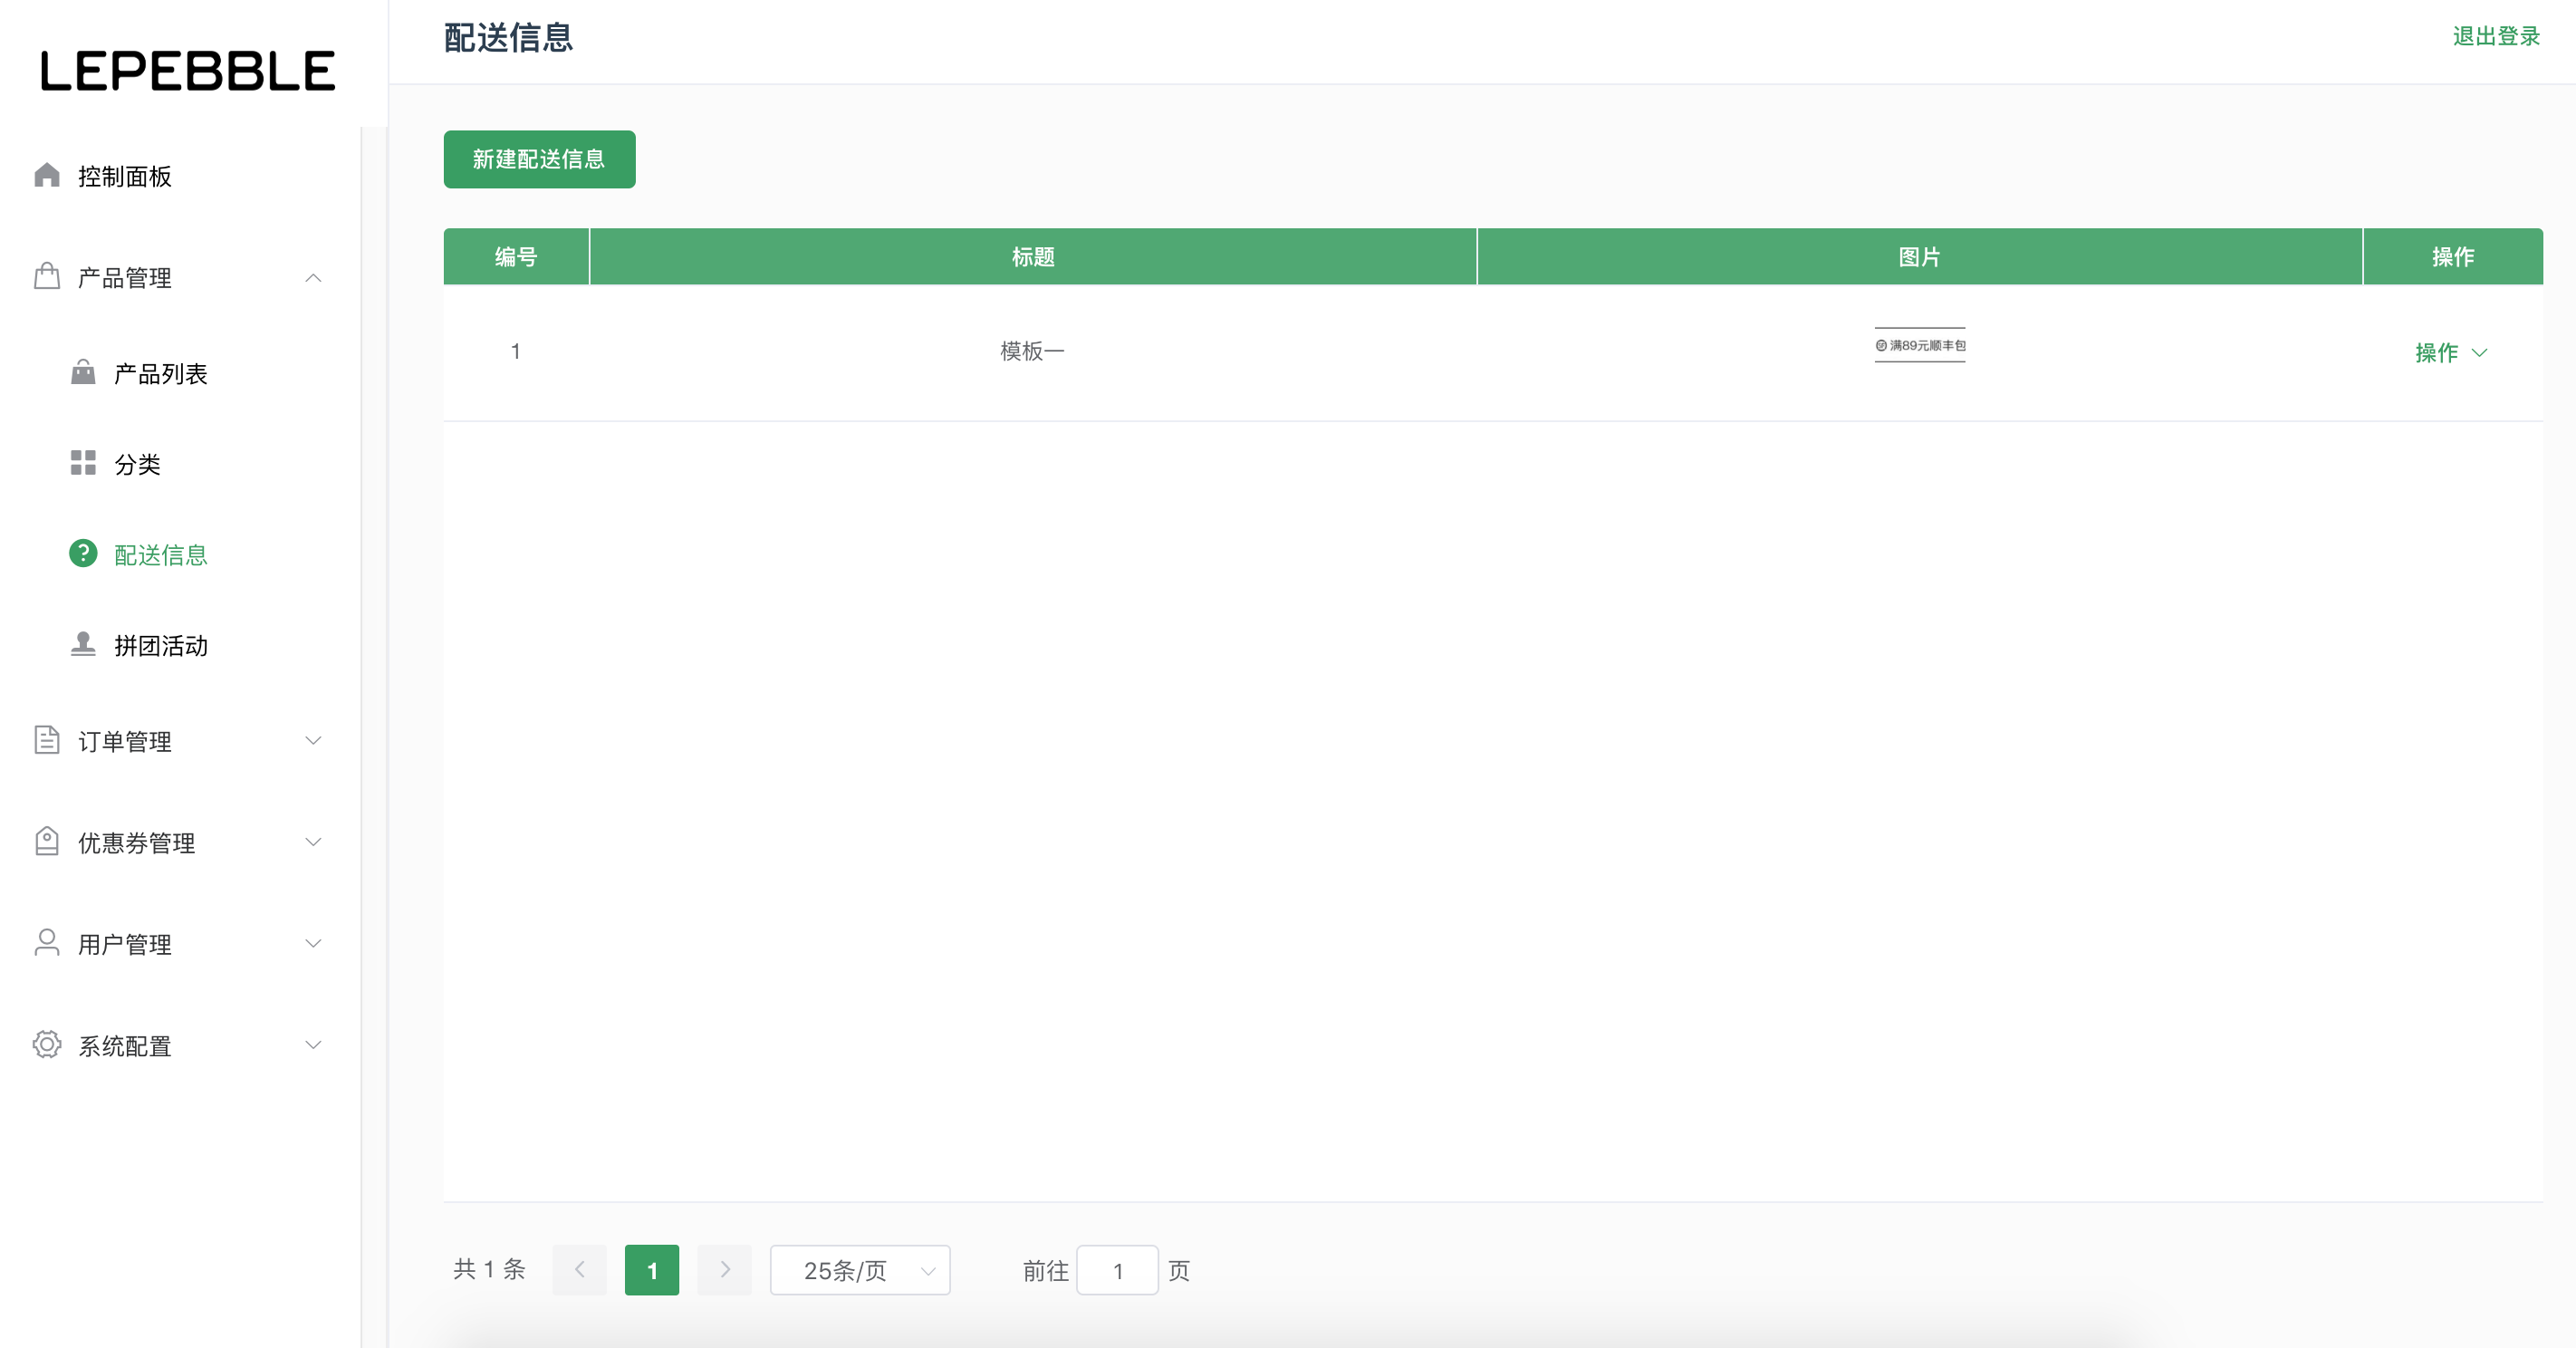 LEPEBBLE
控制面板
产品管理
产品列表
分类
配送信息
拼团活动
订单管理
优惠券管理
用户管理
系统配置
配送信息
退出登录
新建配送信息
编号 标题 图片 操作
1 模板一 满89元顺丰包 操作
共 1 条 1 25条/页 前往 1 页